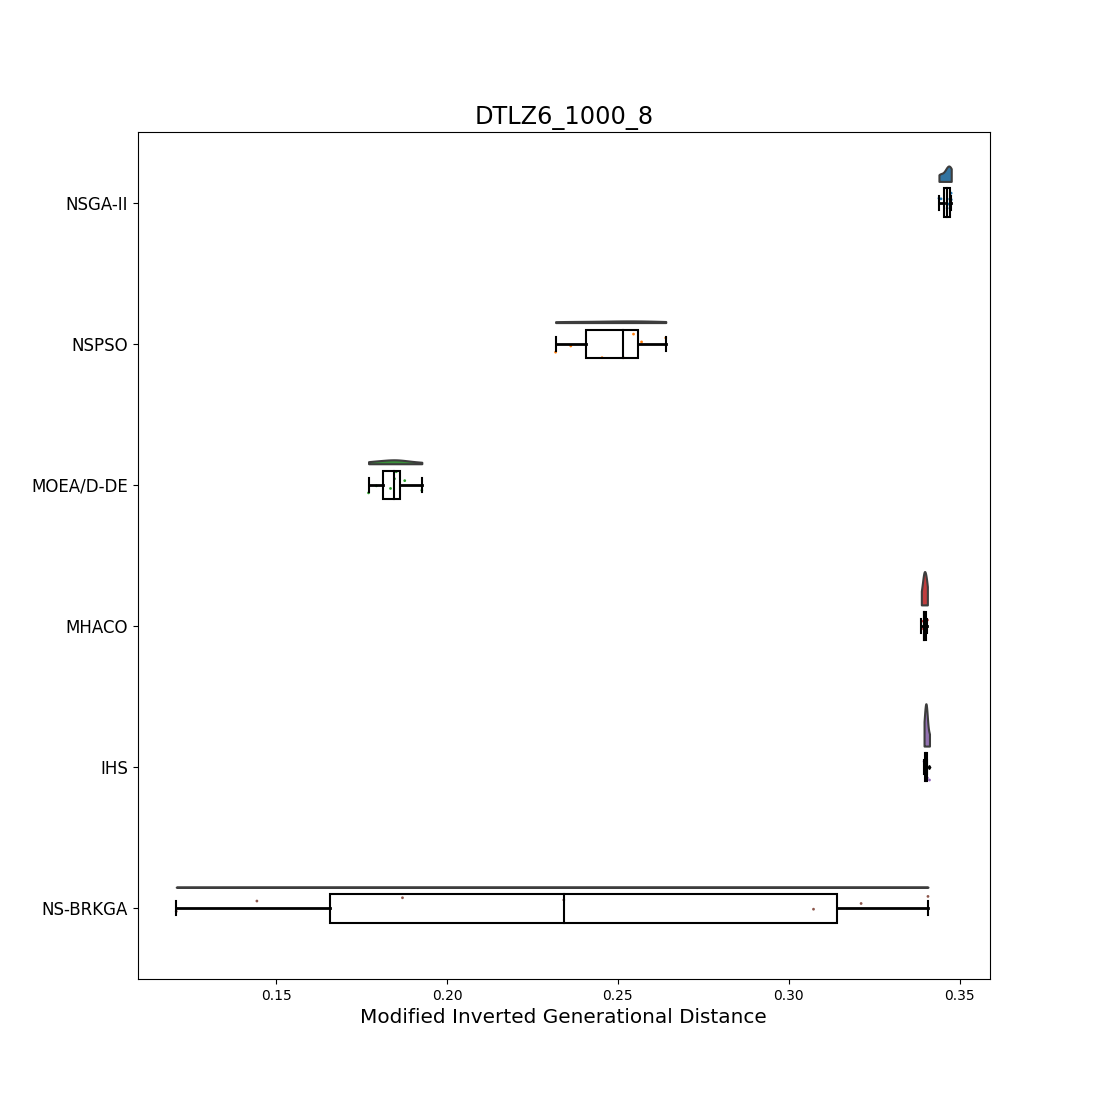 DTLZ6_1000_8
NSGA-II
NSPSO
MOEA/D-DE
MHACO
IHS
NS-BRKGA
0.15 0.20 0.25 0.30 0.35
Modified Inverted Generational Distance